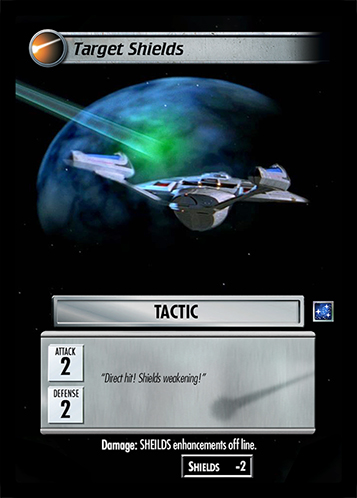 Target Shields
TACTIC
ATTACK
2
"Direct hit! Shields weakening!"
DEFENSE
2
Damage: SHEILDS enhancements off line.
SHIELDS -2